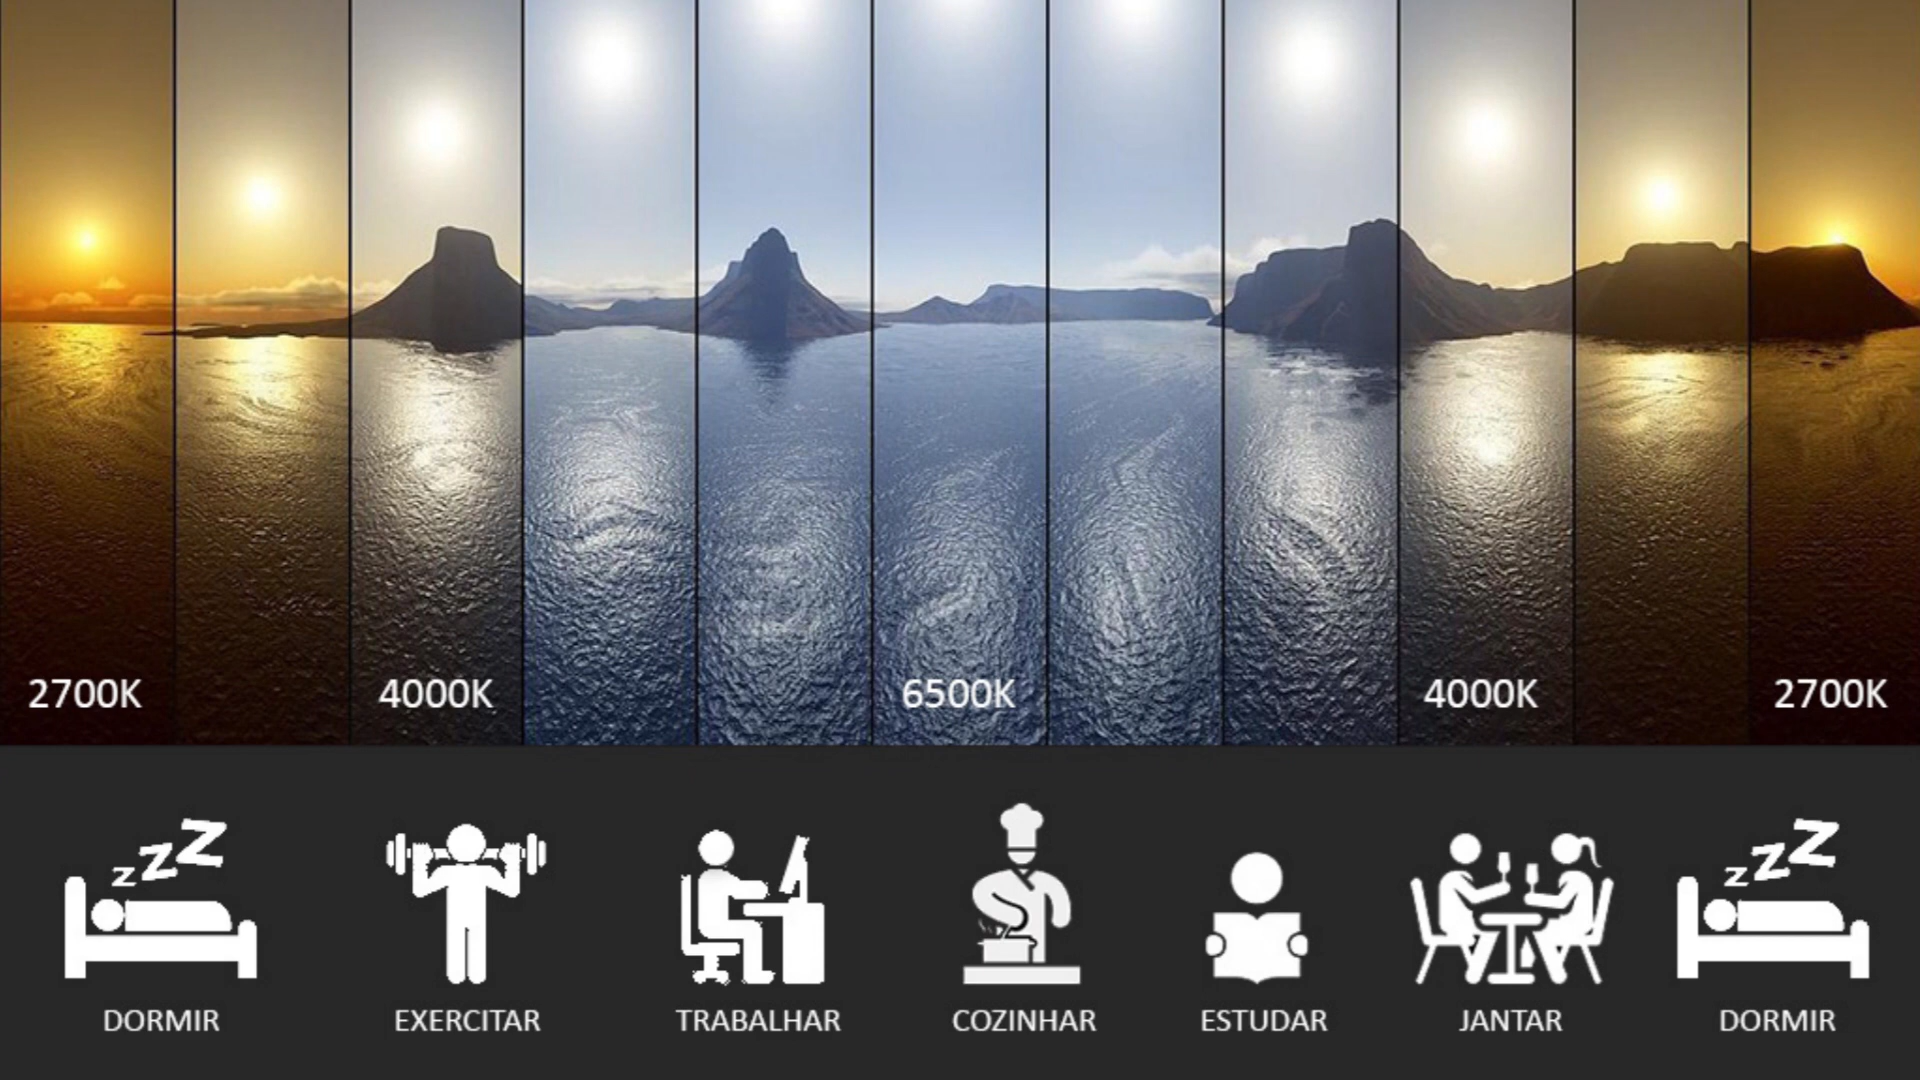 2700K
4000K
6500K
4000K
2700K
DORMIR
EXERCITAR
TRABALHAR
COZINHAR
ESTUDAR
JANTAR
DORMIR